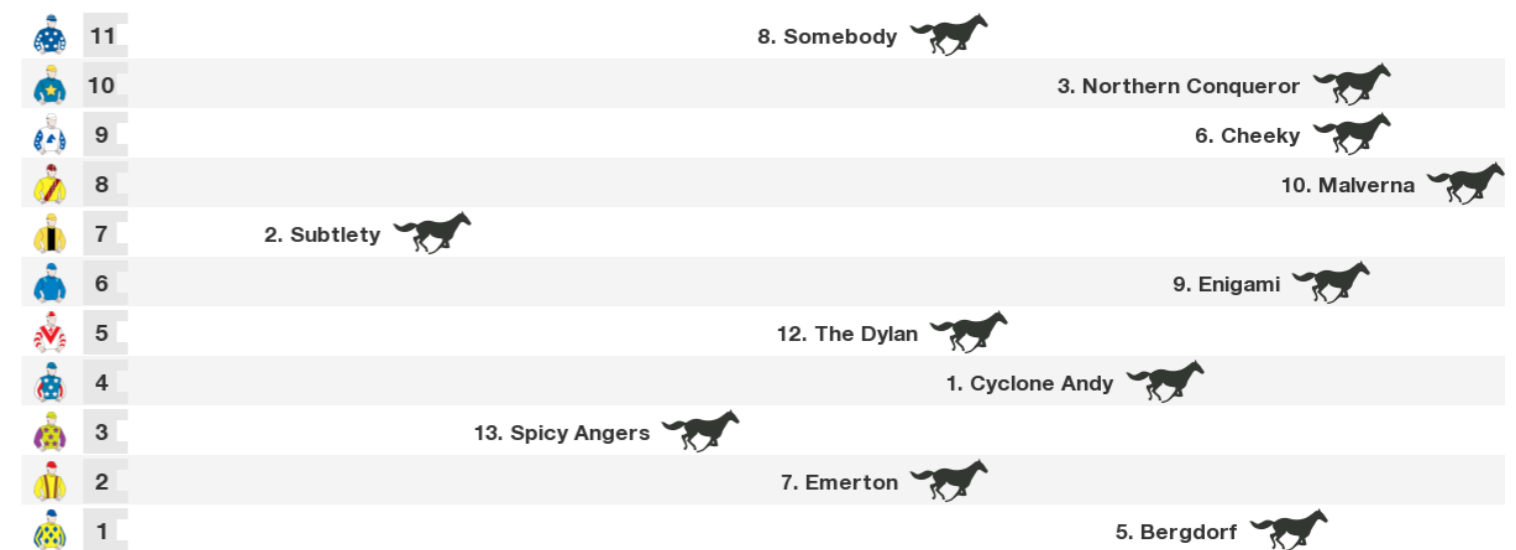 11 8. Somebody
10 3. Northern Conqueror
9 6. Cheeky
8 10. Malverna
7 2. Subtlety
6 9. Enigami
5 12. The Dylan
4 1. Cyclone Andy
3 13. Spicy Angers
2 7. Emerton
1 5. Bergdorf